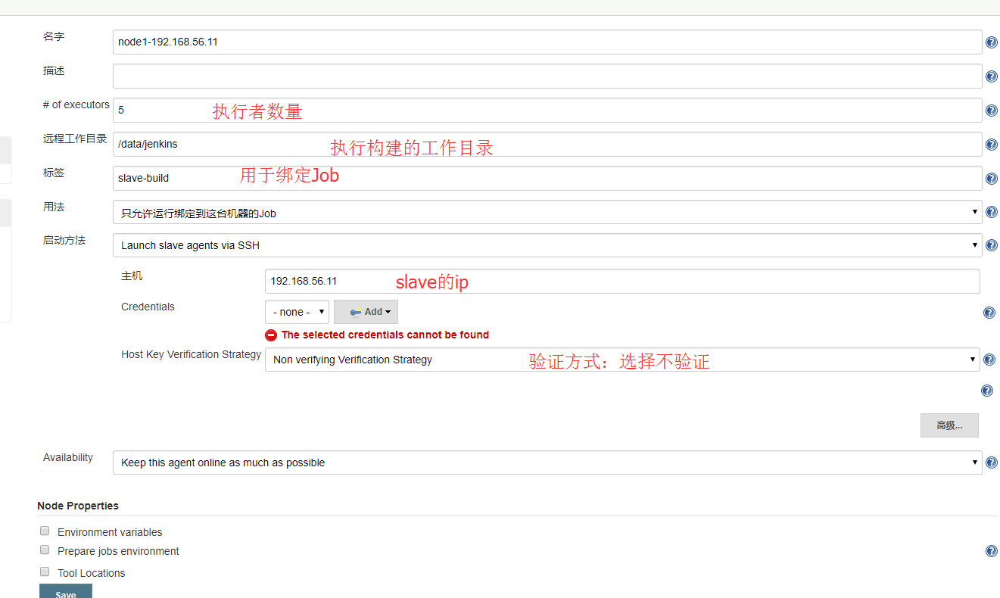 名字
node1-192.168.56.11
描述
# of executors
5
执行者数量
远程工作目录
/data/jenkins
执行构建的工作目录
标签
slave-build
用于绑定Job
用法
只允许运行绑定到这台机器的Job
启动方法
Launch slave agents via SSH
主机
192.168.56.11
slave的ip
Credentials
- none -
Add
The selected credentials cannot be found
Host Key Verification Strategy
Non verifying Verification Strategy
验证方式：选择不验证
高级...
Availability
Keep this agent online as much as possible
Node Properties
Environment variables
Prepare jobs environment
Tool Locations
Save